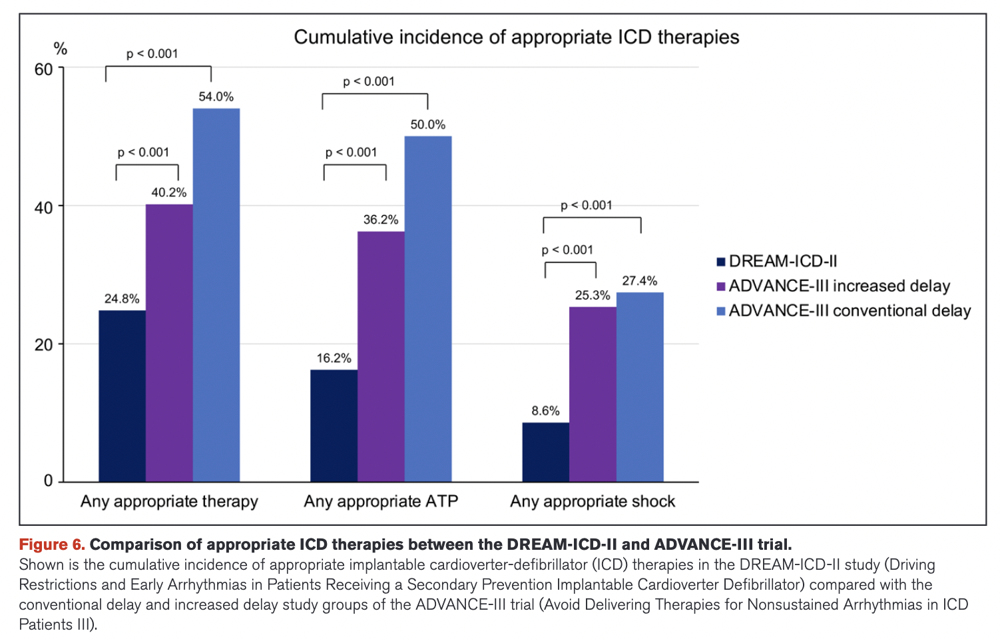 Cumulative incidence of appropriate ICD therapies
%
60
40
20
0
p < 0.001
54.0%
p < 0.001
40.2%
24.8%
p < 0.001
50.0%
p < 0.001
36.2%
16.2%
p < 0.001
p < 0.001
27.4%
25.3%
8.6%
Any appropriate therapy
Any appropriate ATP
Any appropriate shock
DREAM-ICD-II
ADVANCE-III increased delay
ADVANCE-III conventional delay
Figure 6. Comparison of appropriate ICD therapies between the DREAM-ICD-II and ADVANCE-III trial.
Shown is the cumulative incidence of appropriate implantable cardioverter-defibrillator (ICD) therapies in the DREAM-ICD-II study (Driving
Restrictions and Early Arrhythmias in Patients Receiving a Secondary Prevention Implantable Cardioverter Defibrillator) compared with the
conventional delay and increased delay study groups of the ADVANCE-III trial (Avoid Delivering Therapies for Nonsustained Arrhythmias in ICD
Patients III).